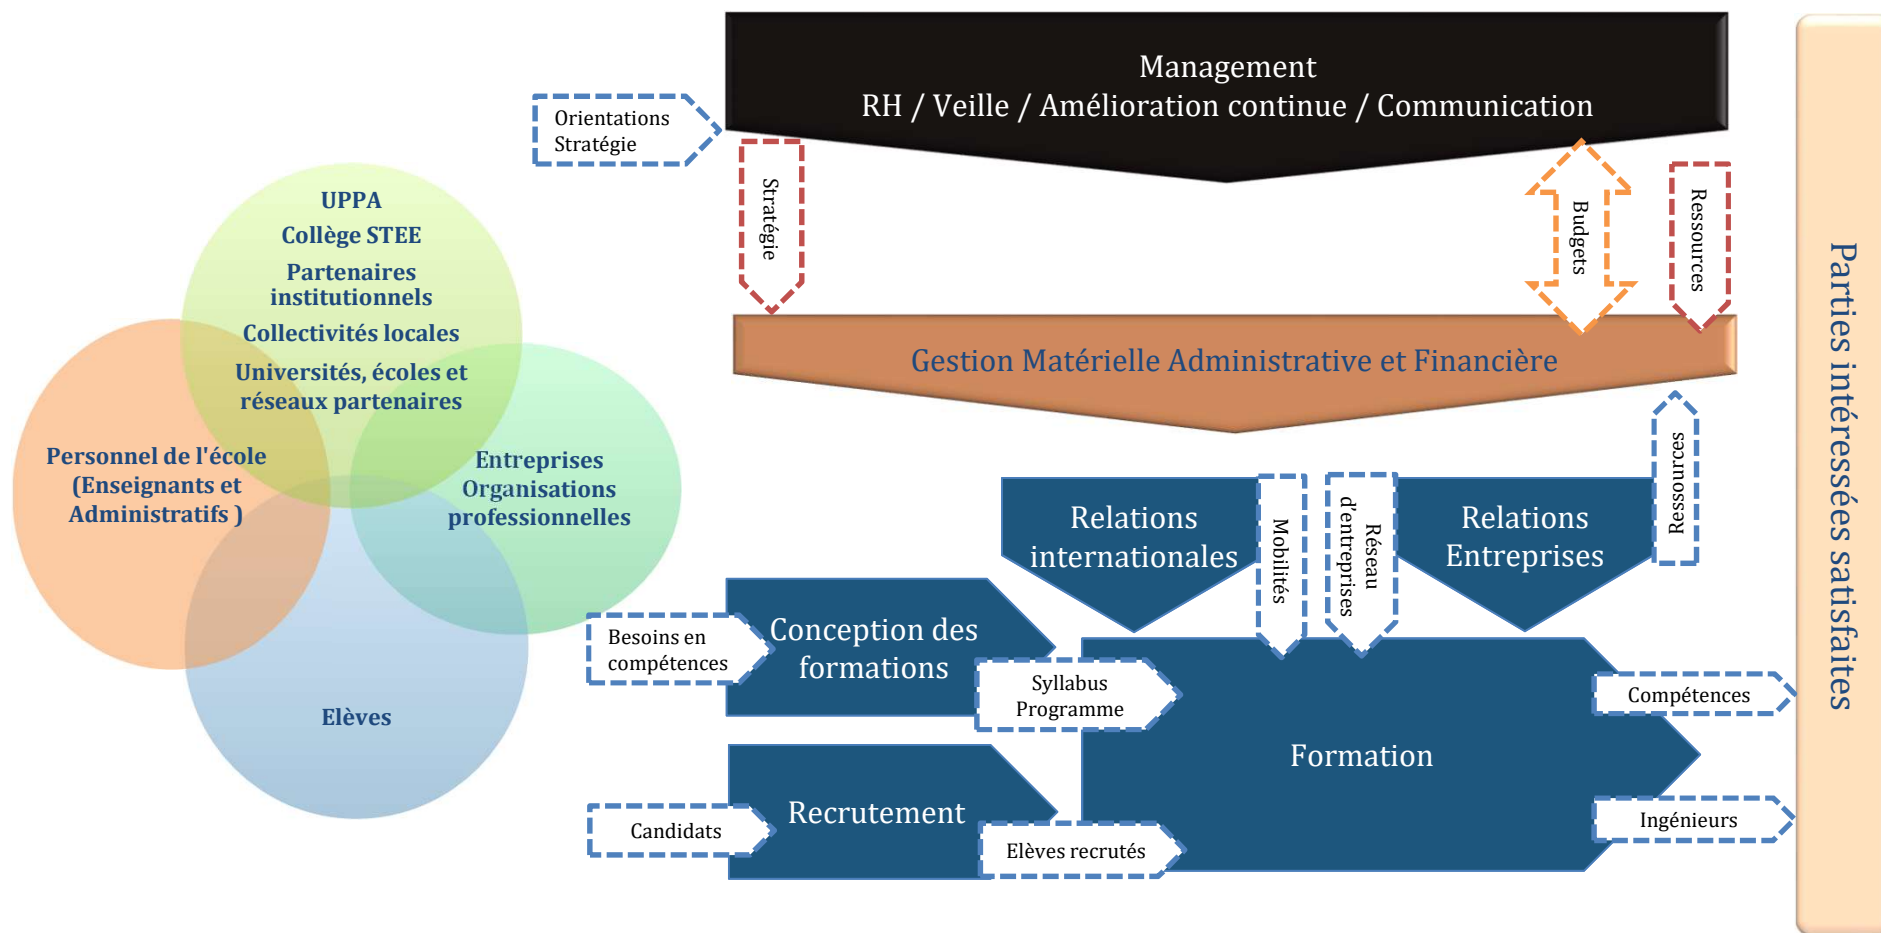 Management
RH / Veille / Amélioration continue / Communication
Orientations
Stratégie
Stratégie
Budgets
Ressources
Gestion Matérielle Administrative et Financière
UPPA
Collège STEE
Partenaires
institutionnels
Collectivités locales
Universités, écoles et
réseaux partenaires
Personnel de l'école
(Enseignants et
Administratifs )
Entreprises
Organisations
professionnelles
Elèves
Ressources
Relations
internationales
Mobilités
Réseau
d'entreprises
Relations
Entreprises
Besoins en
compétences
Conception des
formations
Syllabus
Programme
Formation
Compétences
Candidats
Recrutement
Elèves recrutés
Ingénieurs
Parties intéressées satisfaites